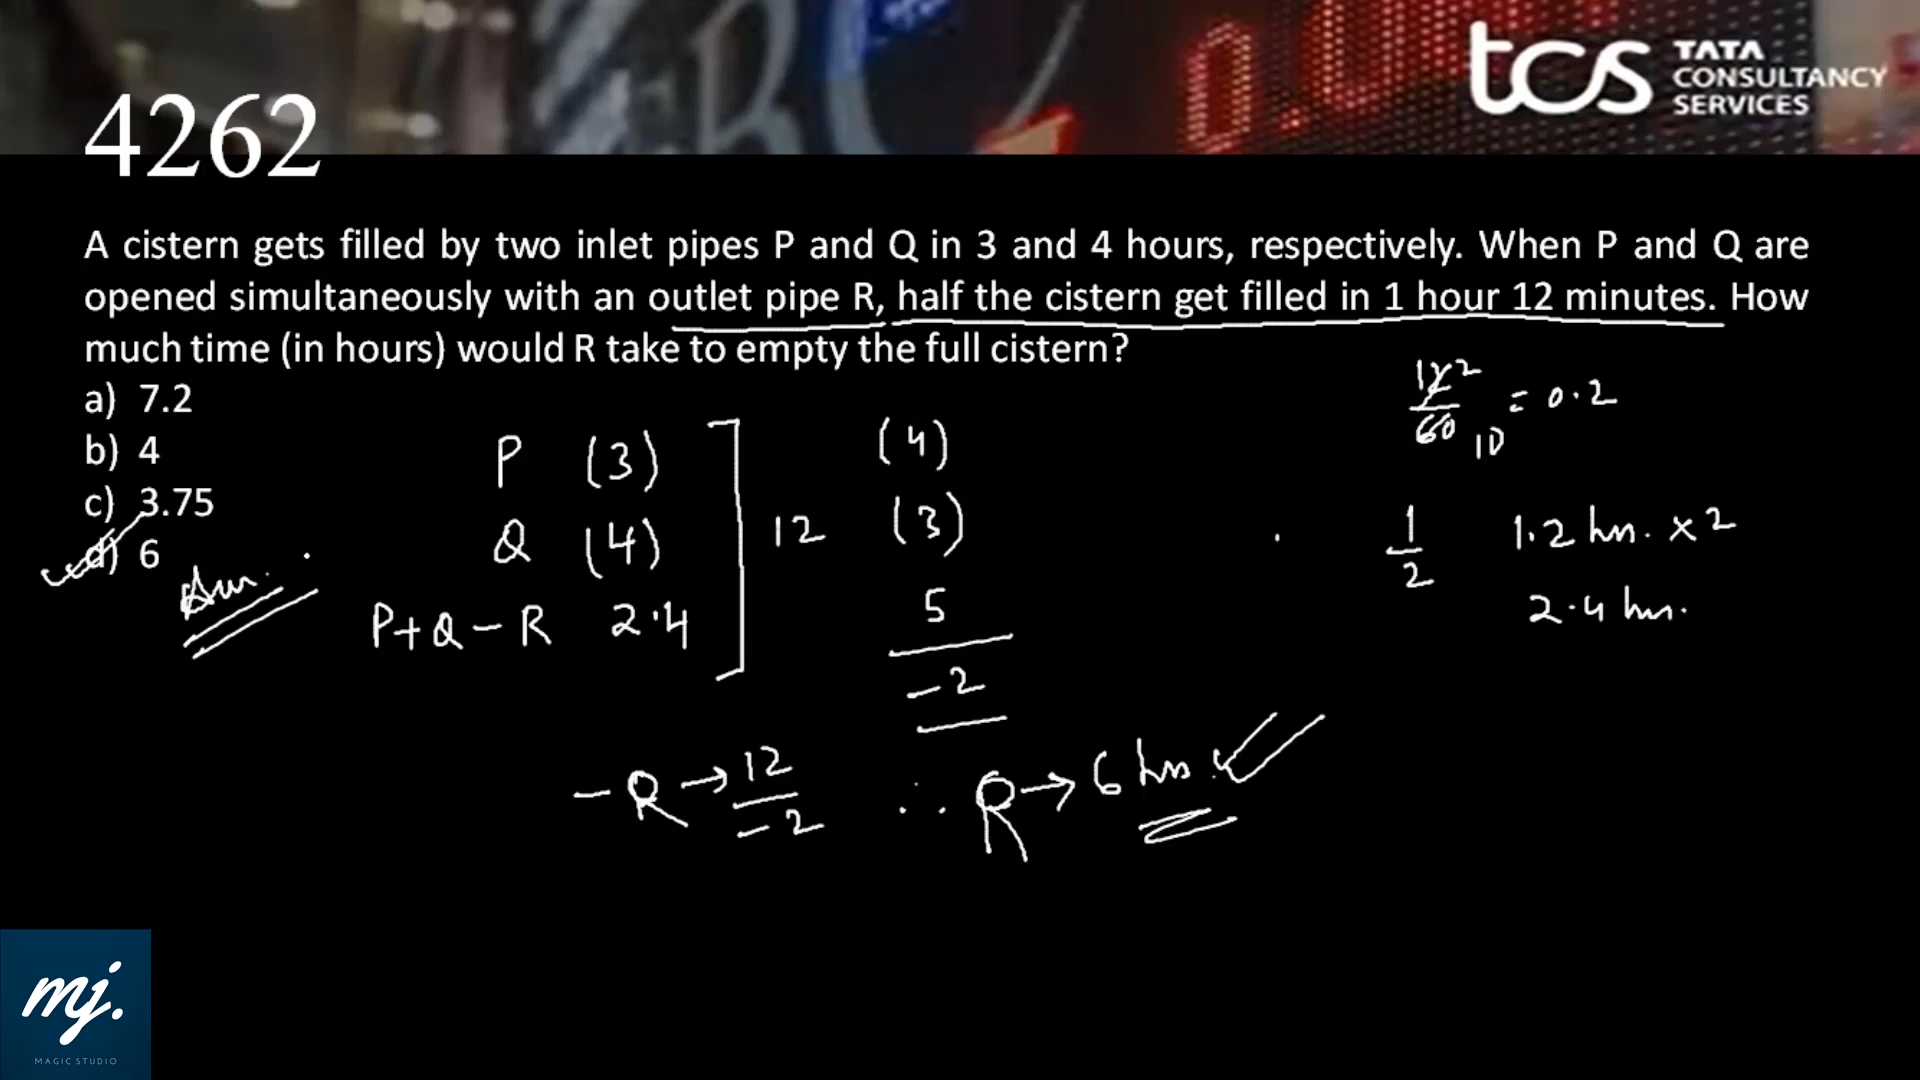 tcs TATA
CONSULTANCY
SERVICES
4262
A cistern gets filled by two inlet pipes P and Q in 3 and 4 hours, respectively. When P and Q are
opened simultaneously with an outlet pipe R, half the cistern get filled in 1 hour 12 minutes. How
much time (in hours) would R take to empty the full cistern?
a) 7.2
b) 4
c) 3.75
d) 6
Ans.
P (3)
Q (4)
P+Q-R 2.4
12
(4)
(3)
5
-2
12 2
60 10
= 0.2
1
2
1.2 hr. x 2
2.4 hr.
-R → 12
-2
∴ R → 6 hrs.
mj.
MAGIC STUDIO